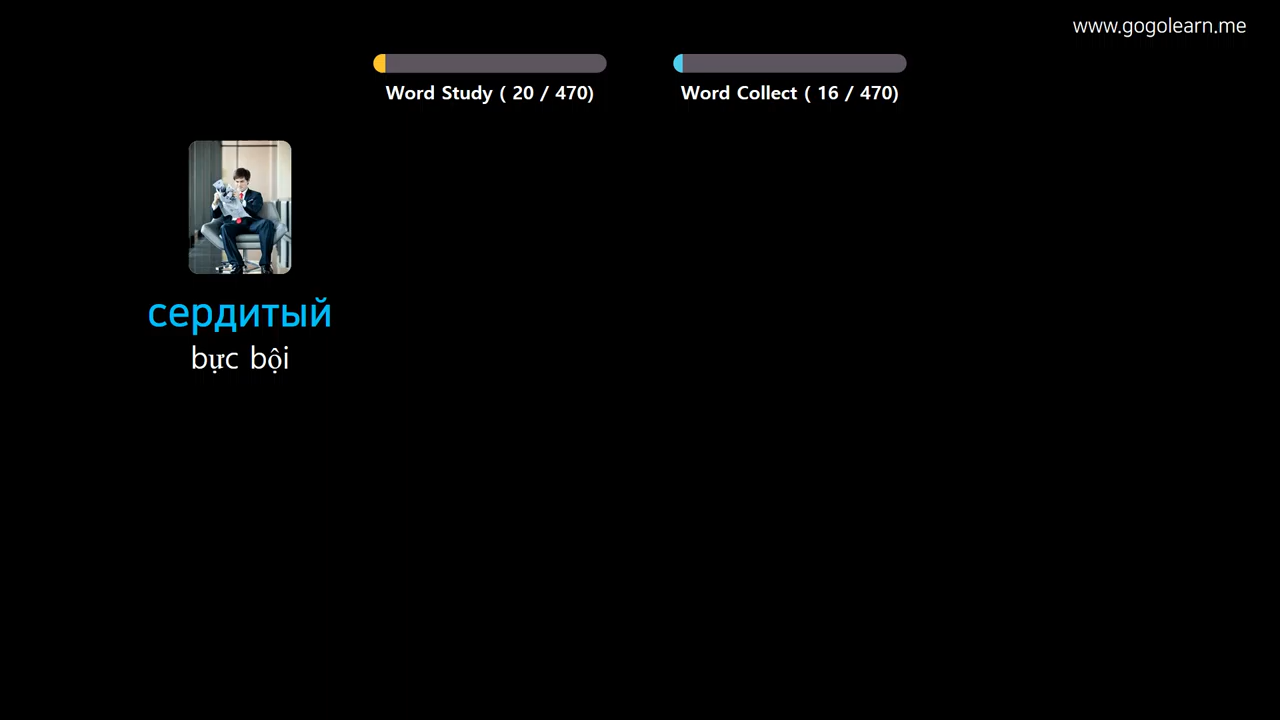 www.gogolearn.me
Word Study ( 20 / 470)
Word Collect ( 16 / 470)
сердитый
bực bội